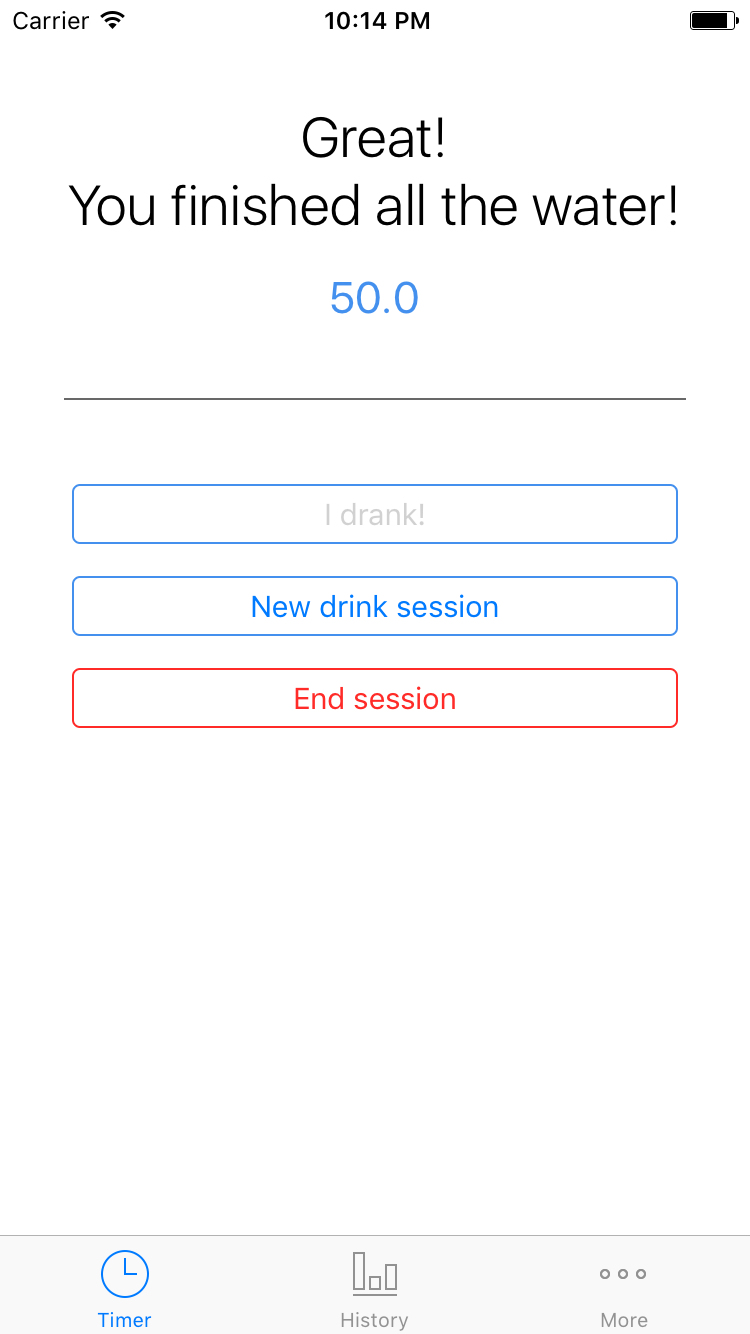 Carrier 10:14 PM
Great!
You finished all the water!
50.0
I drank!
New drink session
End session
Timer History More